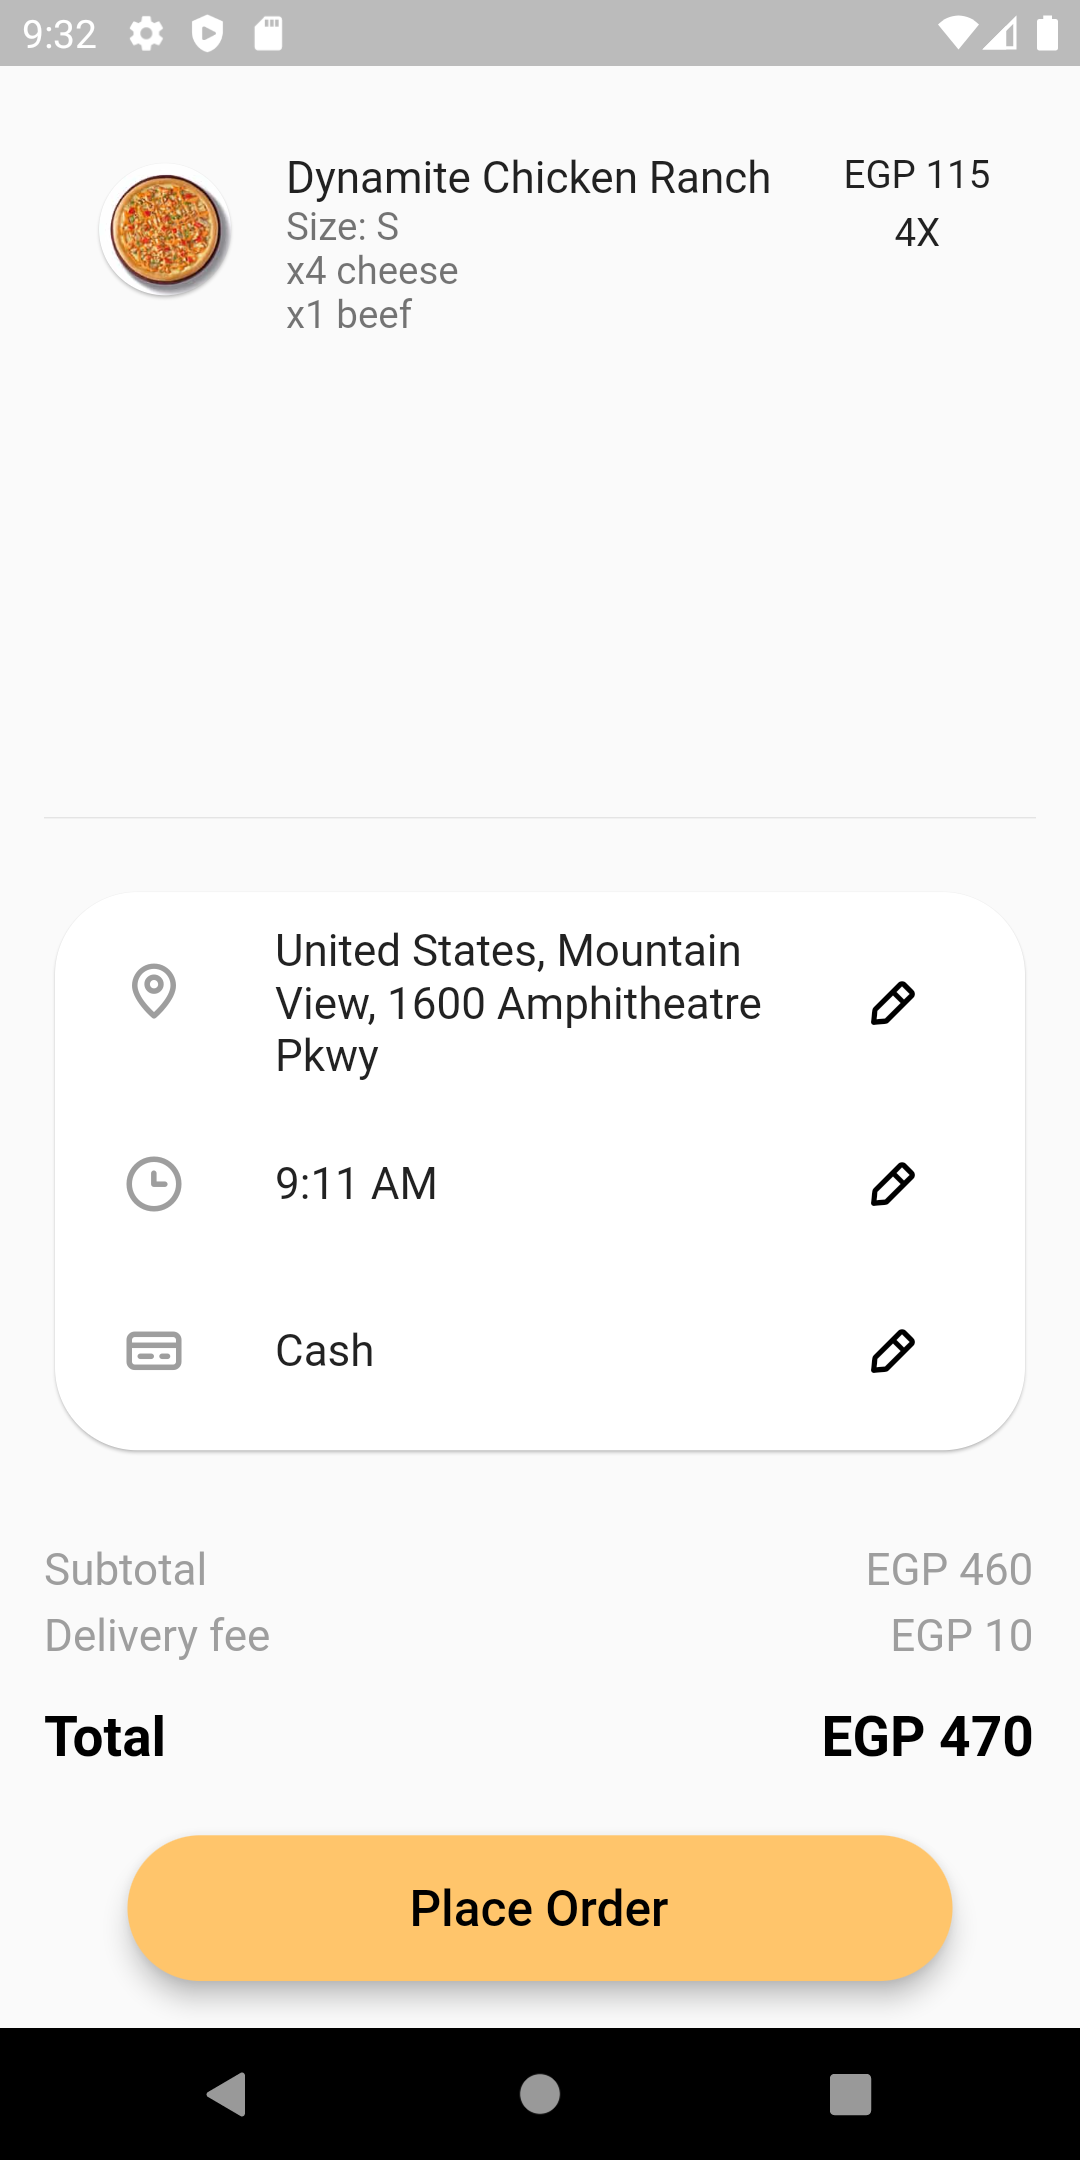 9:32
Dynamite Chicken Ranch
EGP 115
Size: S
4X
x4 cheese
x1 beef
United States, Mountain
View, 1600 Amphitheatre
Pkwy
9:11 AM
Cash
Subtotal
EGP 460
Delivery fee
EGP 10
Total
EGP 470
Place Order